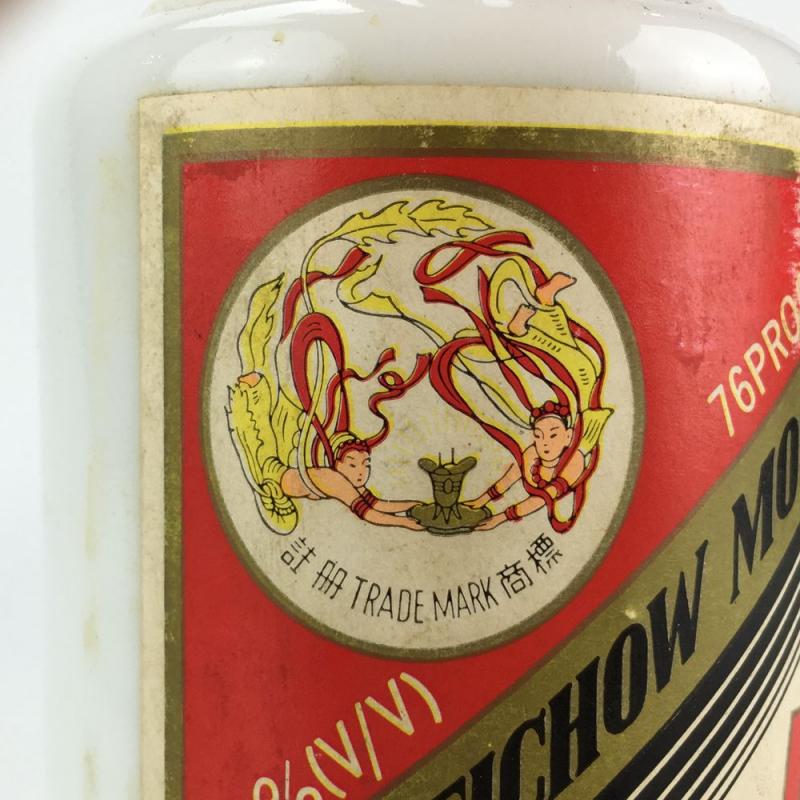 註冊 TRADE MARK 商標
76PRO
%(V/V)
EICHOW MO